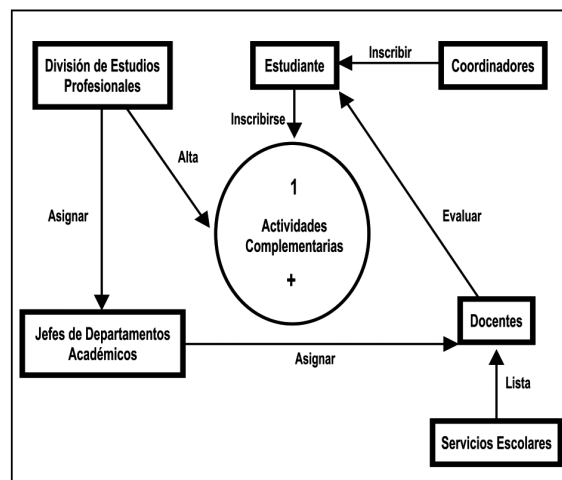 División de Estudios
Profesionales
Estudiante
Inscribir
Coordinadores
Inscribirse
Alta
1
Actividades
Complementarias
+
Asignar
Evaluar
Jefes de Departamentos
Académicos
Asignar
Docentes
Lista
Servicios Escolares